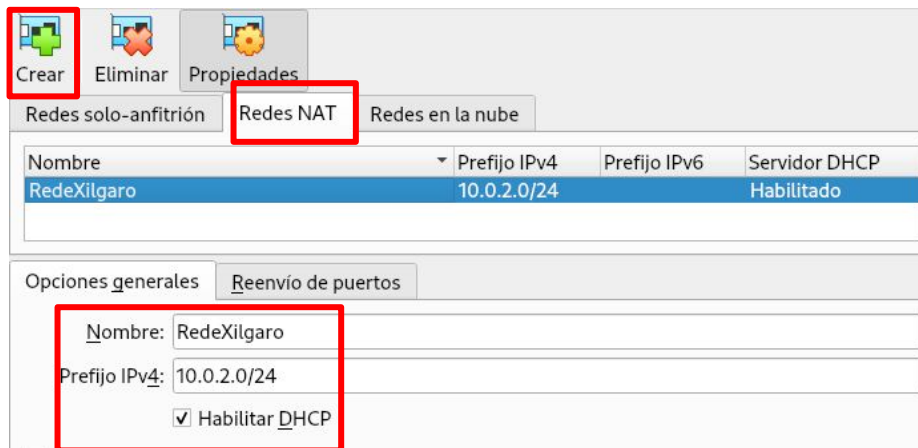 Crear Eliminar Propiedades
Redes solo-anfitrión Redes NAT Redes en la nube
Nombre Prefijo IPv4 Prefijo IPv6 Servidor DHCP
RedeXilgaro 10.0.2.0/24 Habilitado
Opciones generales Reenvío de puertos
Nombre: RedeXilgaro
Prefijo IPv4: 10.0.2.0/24
Habilitar DHCP